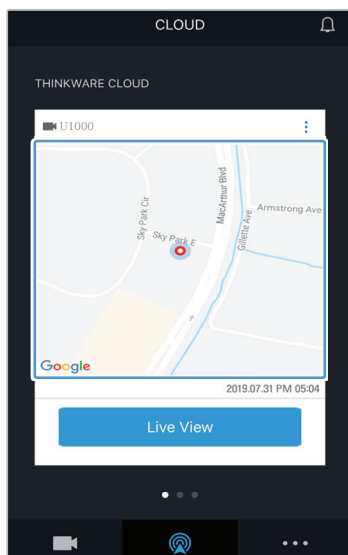 CLOUD
THINKWARE CLOUD
U1000
Sky Park Cir
MacArthur Blvd
Armstrong Ave
Sky Park E
Gillette Ave
Google
2019.07.31 PM 05:04
Live View